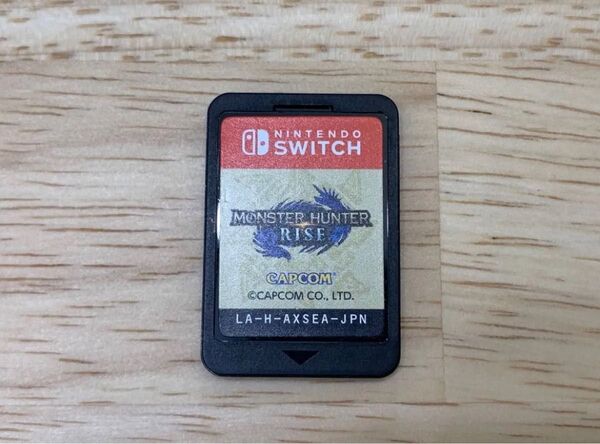 NINTENDO
SWITCH
MONSTER HUNTER
RISE
CAPCOM
©CAPCOM CO., LTD.
LA-H-AXSEA-JPN